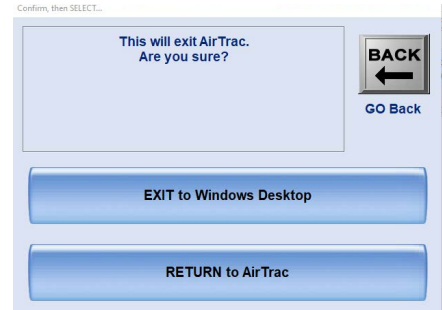 Confirm, then SELECT...
This will exit AirTrac.
Are you sure?
BACK
GO Back
EXIT to Windows Desktop
RETURN to AirTrac